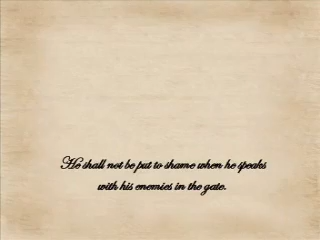 He shall not be put to shame when he speaks
with his enemies in the gate.